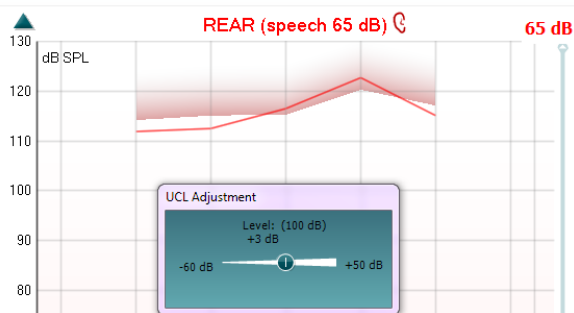 REAR (speech 65 dB)
65 dB
130
dB SPL
120
110
100
UCL Adjustment
Level: (100 dB)
+3 dB
90
-60 dB
+50 dB
80